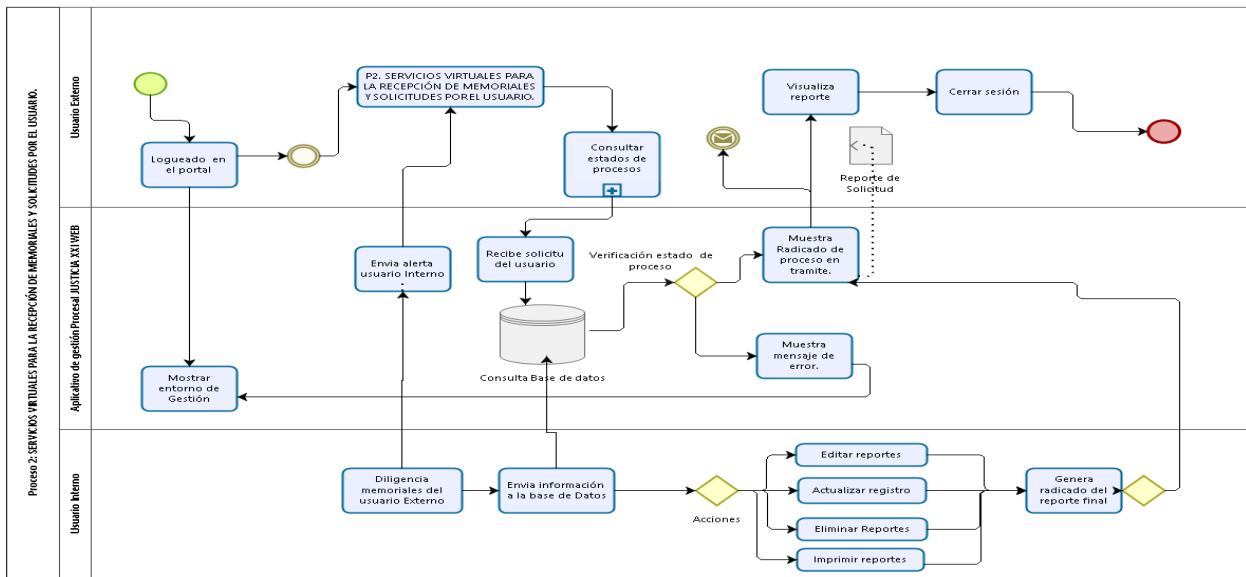 Proceso 2: SERVICIOS VIRTUALES PARA LA RECEPCIÓN DE MEMORIALES Y SOLICITUDES POR EL USUARIO.
Usuario Externo
P2. SERVICIOS VIRTUALES PARA
LA RECEPCIÓN DE MEMORIALES
Y SOLICITUDES POR EL USUARIO.
Logueado en
el portal
Consultar
estados de
procesos
Visualiza
reporte
Cerrar sesión
Reporte de
Solicitud
Aplicativo de gestión Procesal JUSTICIA XXI WEB
Envia alerta
usuario Interno
Recibe solicitu
del usuario
Verificación estado de
proceso
Muestra
Radicado de
proceso en
tramite.
Muestra
mensaje de
error.
Consulta Base de datos
Mostrar
entorno de
Gestión
Usuario Interno
Diligencia
memoriales del
usuario Externo
Envia información
a la base de Datos
Acciones
Editar reportes
Actualizar registro
Eliminar Reportes
Imprimir reportes
Genera
radicado del
reporte final